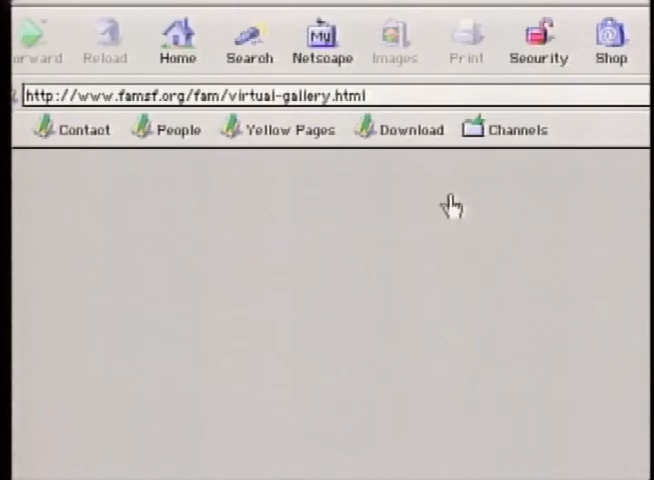 orward Reload Home Search Netscape Images Print Security Shop
My
http://www.famsf.org/fam/virtual-gallery.html
Contact People Yellow Pages Download Channels